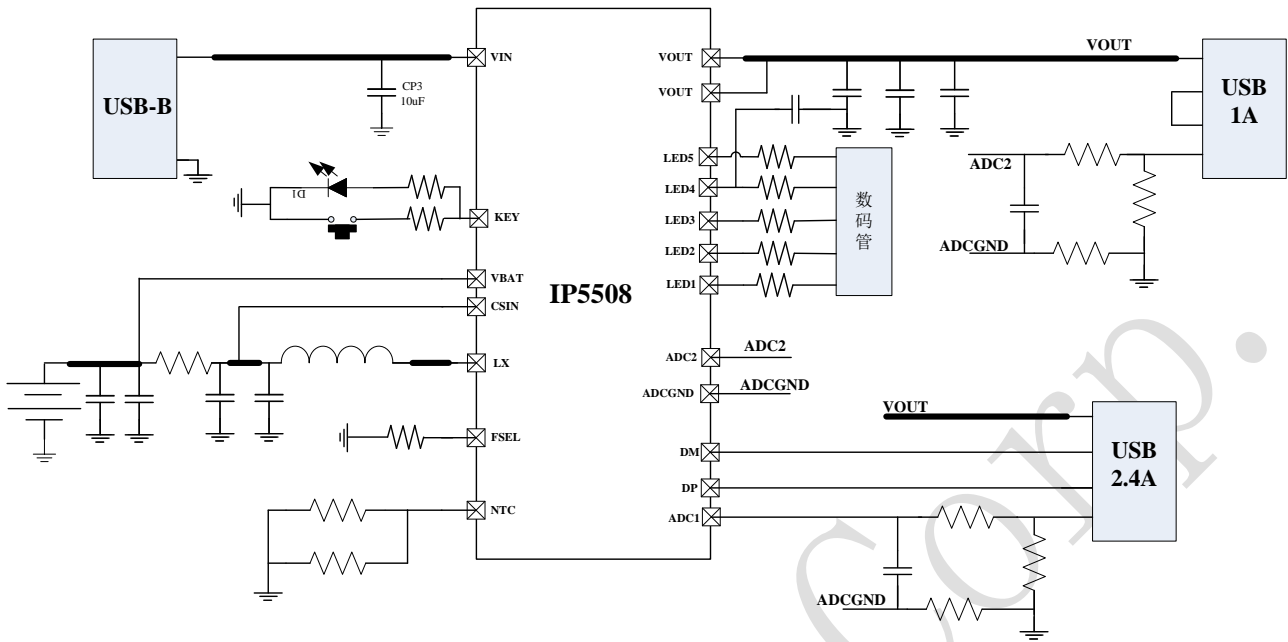 USB-B
VIN
CP3
10uF
D1
KEY
VBAT
CSIN
LX
FSEL
NTC
IP5508
VOUT
VOUT
LED5
LED4
LED3
LED2
LED1
ADC2
ADCGND
DM
DP
ADC1
数码管
VOUT
USB
1A
ADC2
ADCGND
ADC2
ADCGND
VOUT
USB
2.4A
ADCGND
Corp.